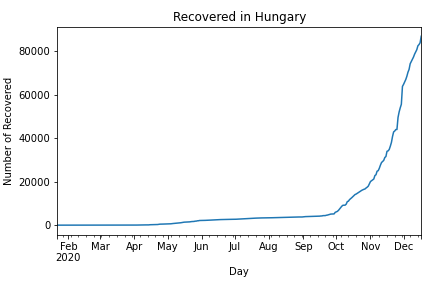 Recovered in Hungary
Number of Recovered
80000
60000
40000
20000
0
Feb Mar Apr May Jun Jul Aug Sep Oct Nov Dec
2020
Day